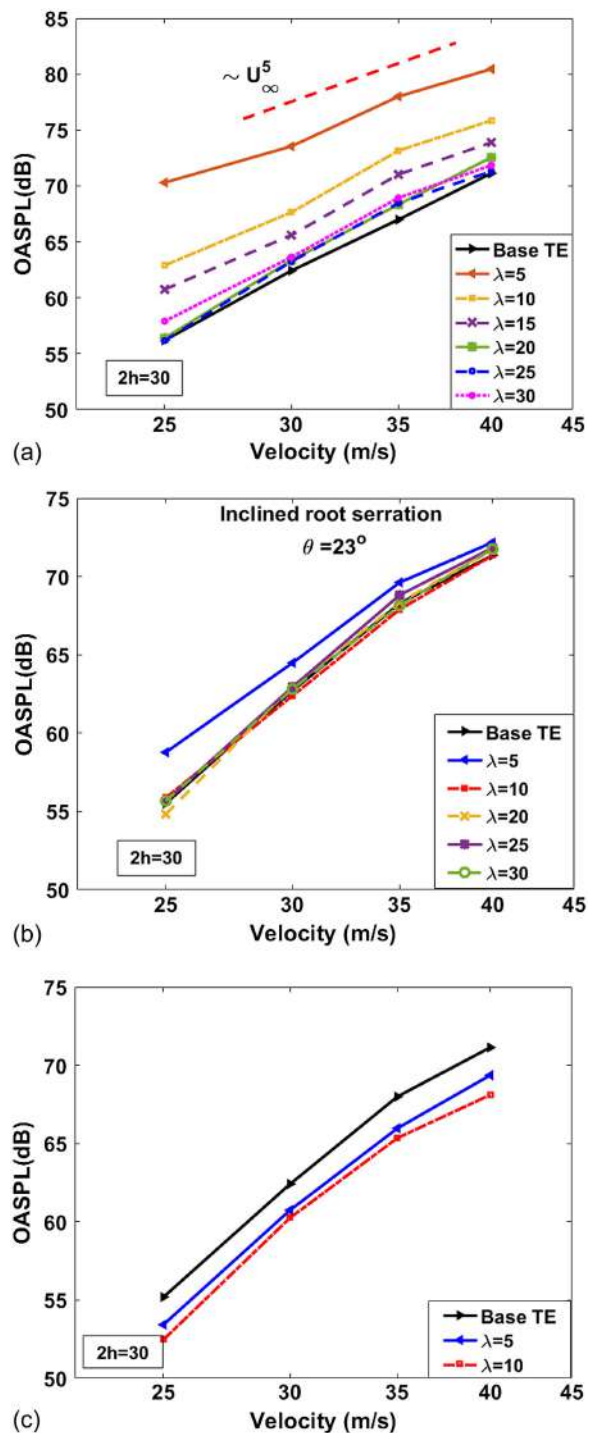 85
80
75
70
65
60
55
50
OASPL(dB)
~ U∞^5
2h=30
Base TE
λ=5
λ=10
λ=15
λ=20
λ=25
λ=30
25 30 35 40 45
Velocity (m/s)
(a)
75
70
65
60
55
50
OASPL(dB)
Inclined root serration
θ =23°
2h=30
Base TE
λ=5
λ=10
λ=20
λ=25
λ=30
25 30 35 40 45
Velocity (m/s)
(b)
75
70
65
60
55
50
OASPL(dB)
2h=30
Base TE
λ=5
λ=10
25 30 35 40 45
Velocity (m/s)
(c)